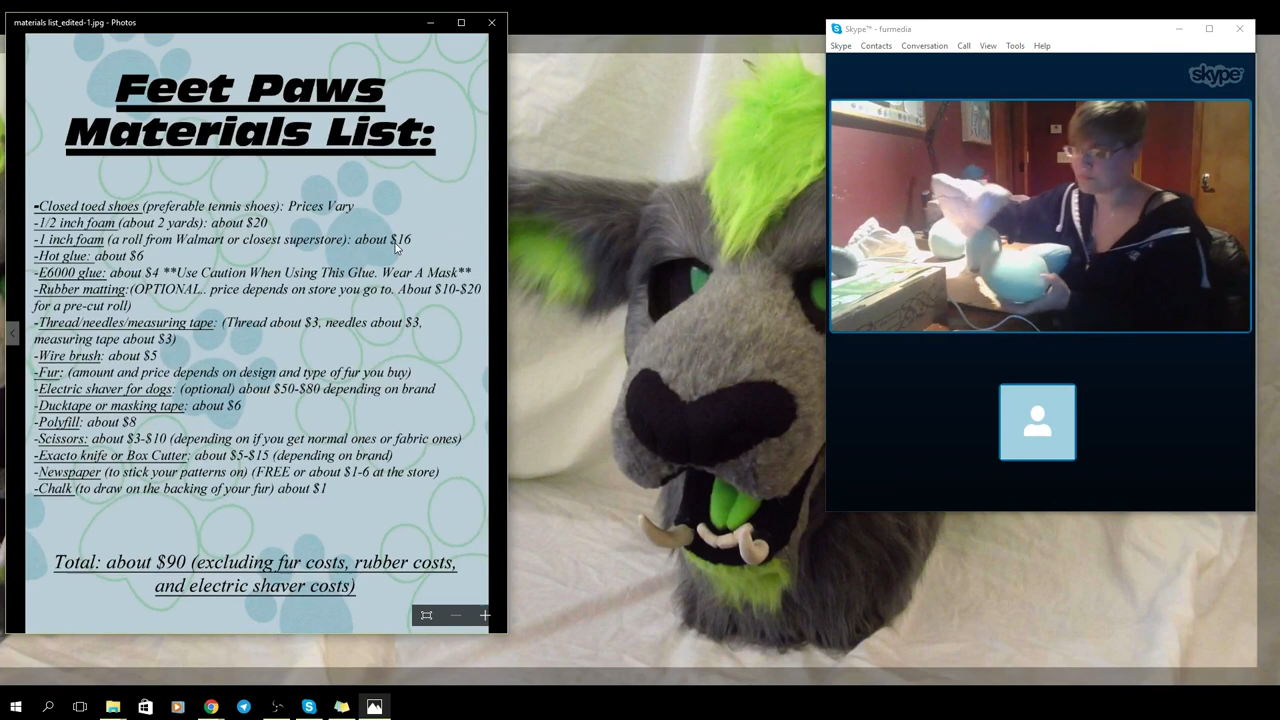 materials list_edited-1.jpg - Photos
Feet Paws
Materials List:
-Closed toed shoes (preferable tennis shoes): Prices Vary
-1/2 inch foam (about 2 yards): about $20
-1 inch foam (a roll from Walmart or closest superstore): about $16
-Hot glue: about $6
-E6000 glue: about $4 **Use Caution When Using This Glue. Wear A Mask**
-Rubber matting:(OPTIONAL.. price depends on store you go to. About $10-$20
for a pre-cut roll)
-Thread/needles/measuring tape: (Thread about $3, needles about $3,
measuring tape about $3)
-Wire brush: about $5
-Fur: (amount and price depends on design and type of fur you buy)
-Electric shaver for dogs: (optional) about $50-$80 depending on brand
-Ducktape or masking tape: about $6
-Polyfill: about $8
-Scissors: about $3-$10 (depending on if you get normal ones or fabric ones)
-Exacto knife or Box Cutter: about $5-$15 (depending on brand)
-Newspaper (to stick your patterns on) (FREE or about $1-6 at the store)
-Chalk (to draw on the backing of your fur) about $1
Total: about $90 (excluding fur costs, rubber costs,
and electric shaver costs)
Skype™ - furmedia
Skype Contacts Conversation Call View Tools Help
skype